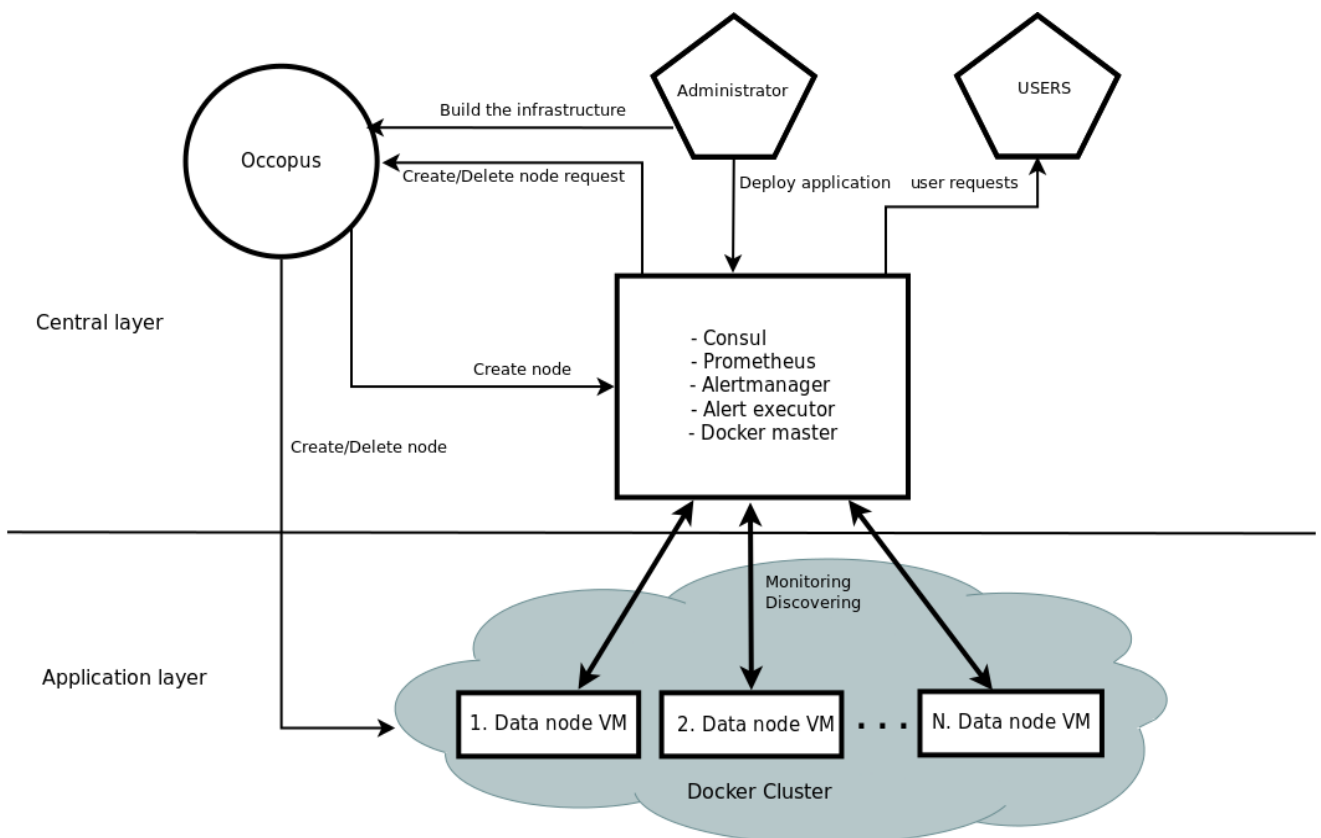 Administrator
USERS
Build the infrastructure
Occopus
Create/Delete node request
Deploy application
user requests
Central layer
- Consul
- Prometheus
- Alertmanager
- Alert executor
- Docker master
Create node
Create/Delete node
Monitoring
Discovering
Application layer
1. Data node VM
2. Data node VM
. . .
N. Data node VM
Docker Cluster